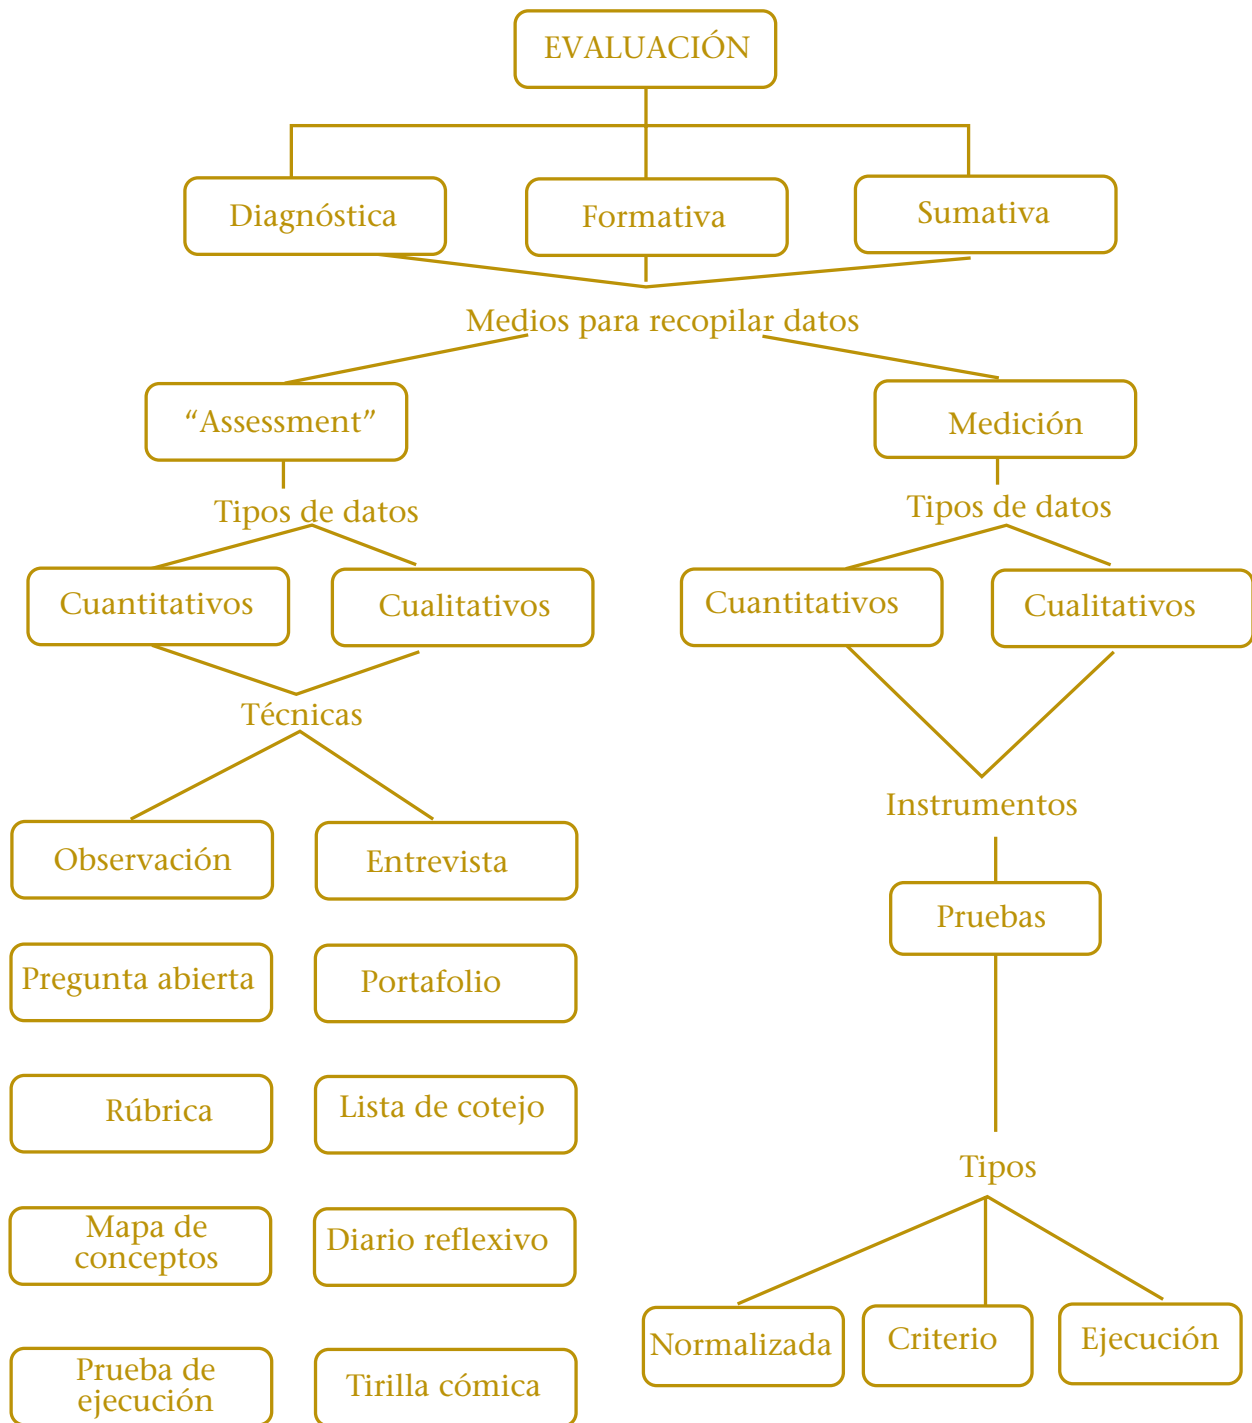 EVALUACIÓN
Diagnóstica
Formativa
Sumativa
Medios para recopilar datos
“Assessment”
Medición
Tipos de datos
Tipos de datos
Cuantitativos
Cualitativos
Cuantitativos
Cualitativos
Técnicas
Instrumentos
Observación
Entrevista
Pruebas
Pregunta abierta
Portafolio
Rúbrica
Lista de cotejo
Tipos
Mapa de
conceptos
Diario reflexivo
Normalizada
Criterio
Ejecución
Prueba de
ejecución
Tirilla cómica